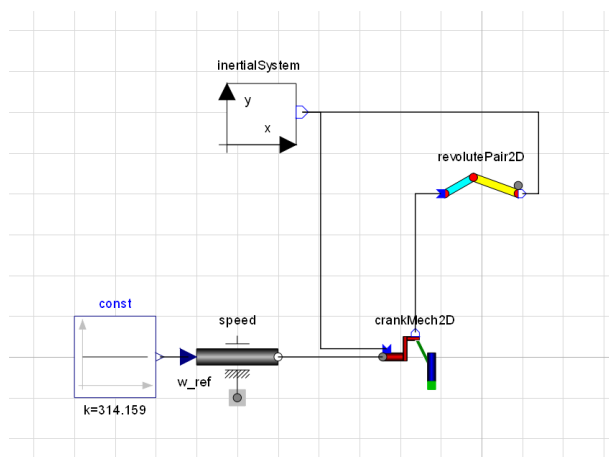 inertialSystem
y
x
revolutePair2D
const
speed
crankMech2D
w_ref
k=314.159